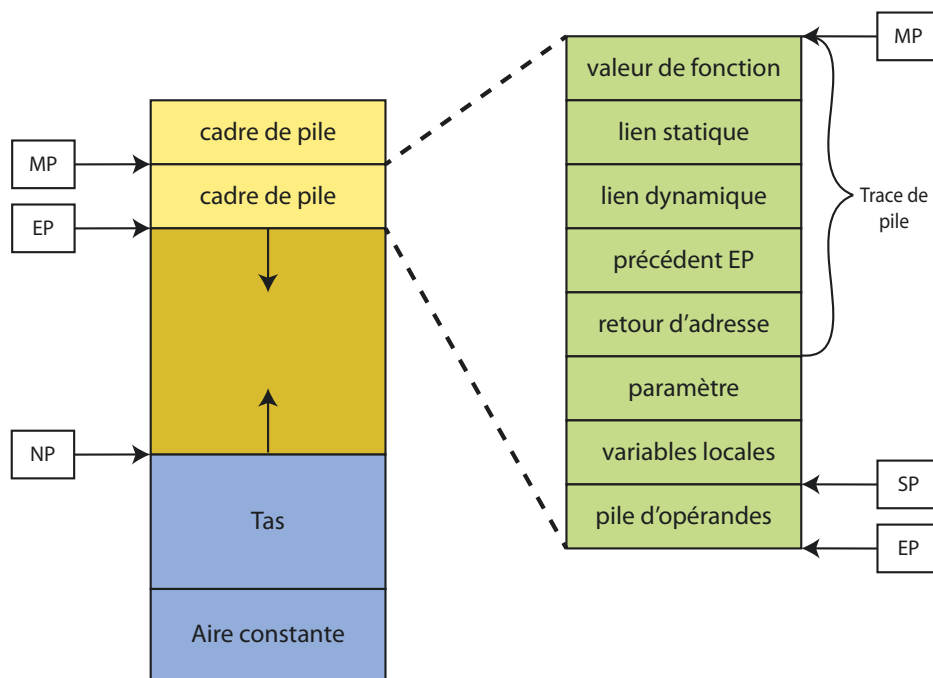 cadre de pile
MP
cadre de pile
EP
NP
Tas
Aire constante
MP
valeur de fonction
lien statique
lien dynamique
Trace de
pile
précédent EP
retour d'adresse
paramètre
variables locales
SP
pile d'opérandes
EP